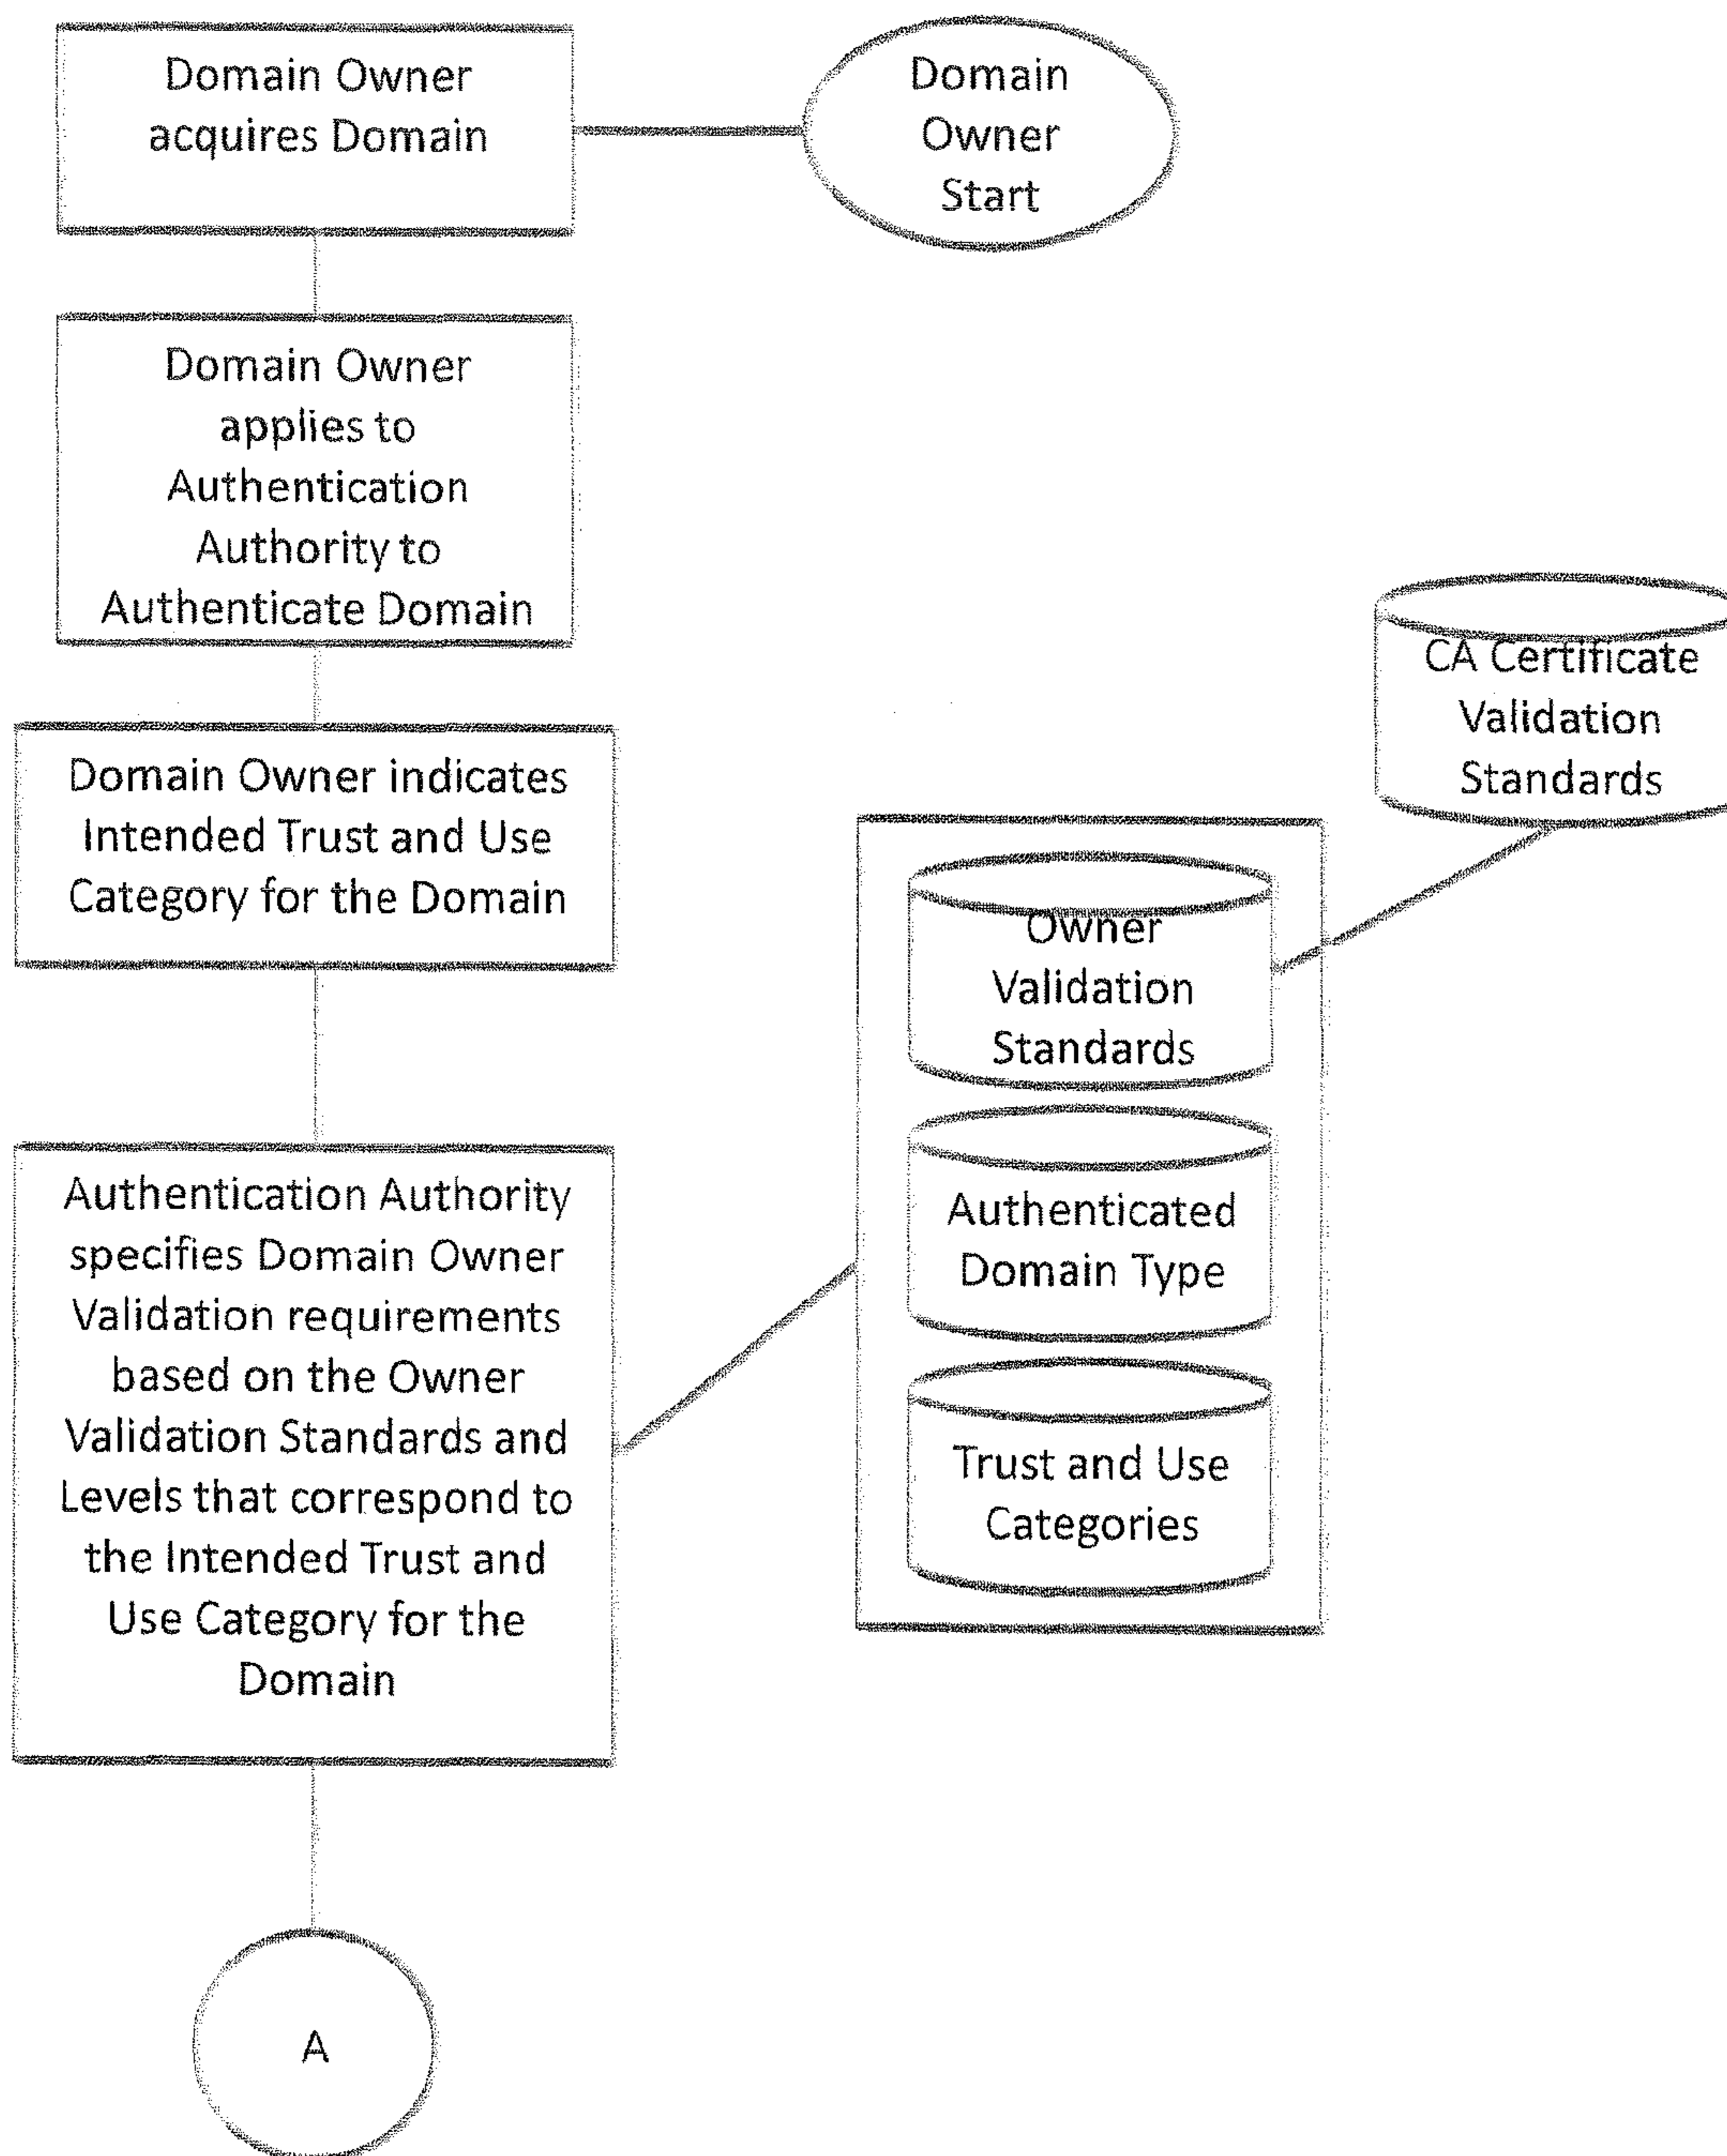 Domain Owner
acquires Domain
Domain
Owner
Start
Domain Owner
applies to
Authentication
Authority to
Authenticate Domain
Domain Owner indicates
Intended Trust and Use
Category for the Domain
CA Certificate
Validation
Standards
Owner
Validation
Standards
Authenticated
Domain Type
Trust and Use
Categories
Authentication Authority
specifies Domain Owner
Validation requirements
based on the Owner
Validation Standards and
Levels that correspond to
the Intended Trust and
Use Category for the
Domain
A